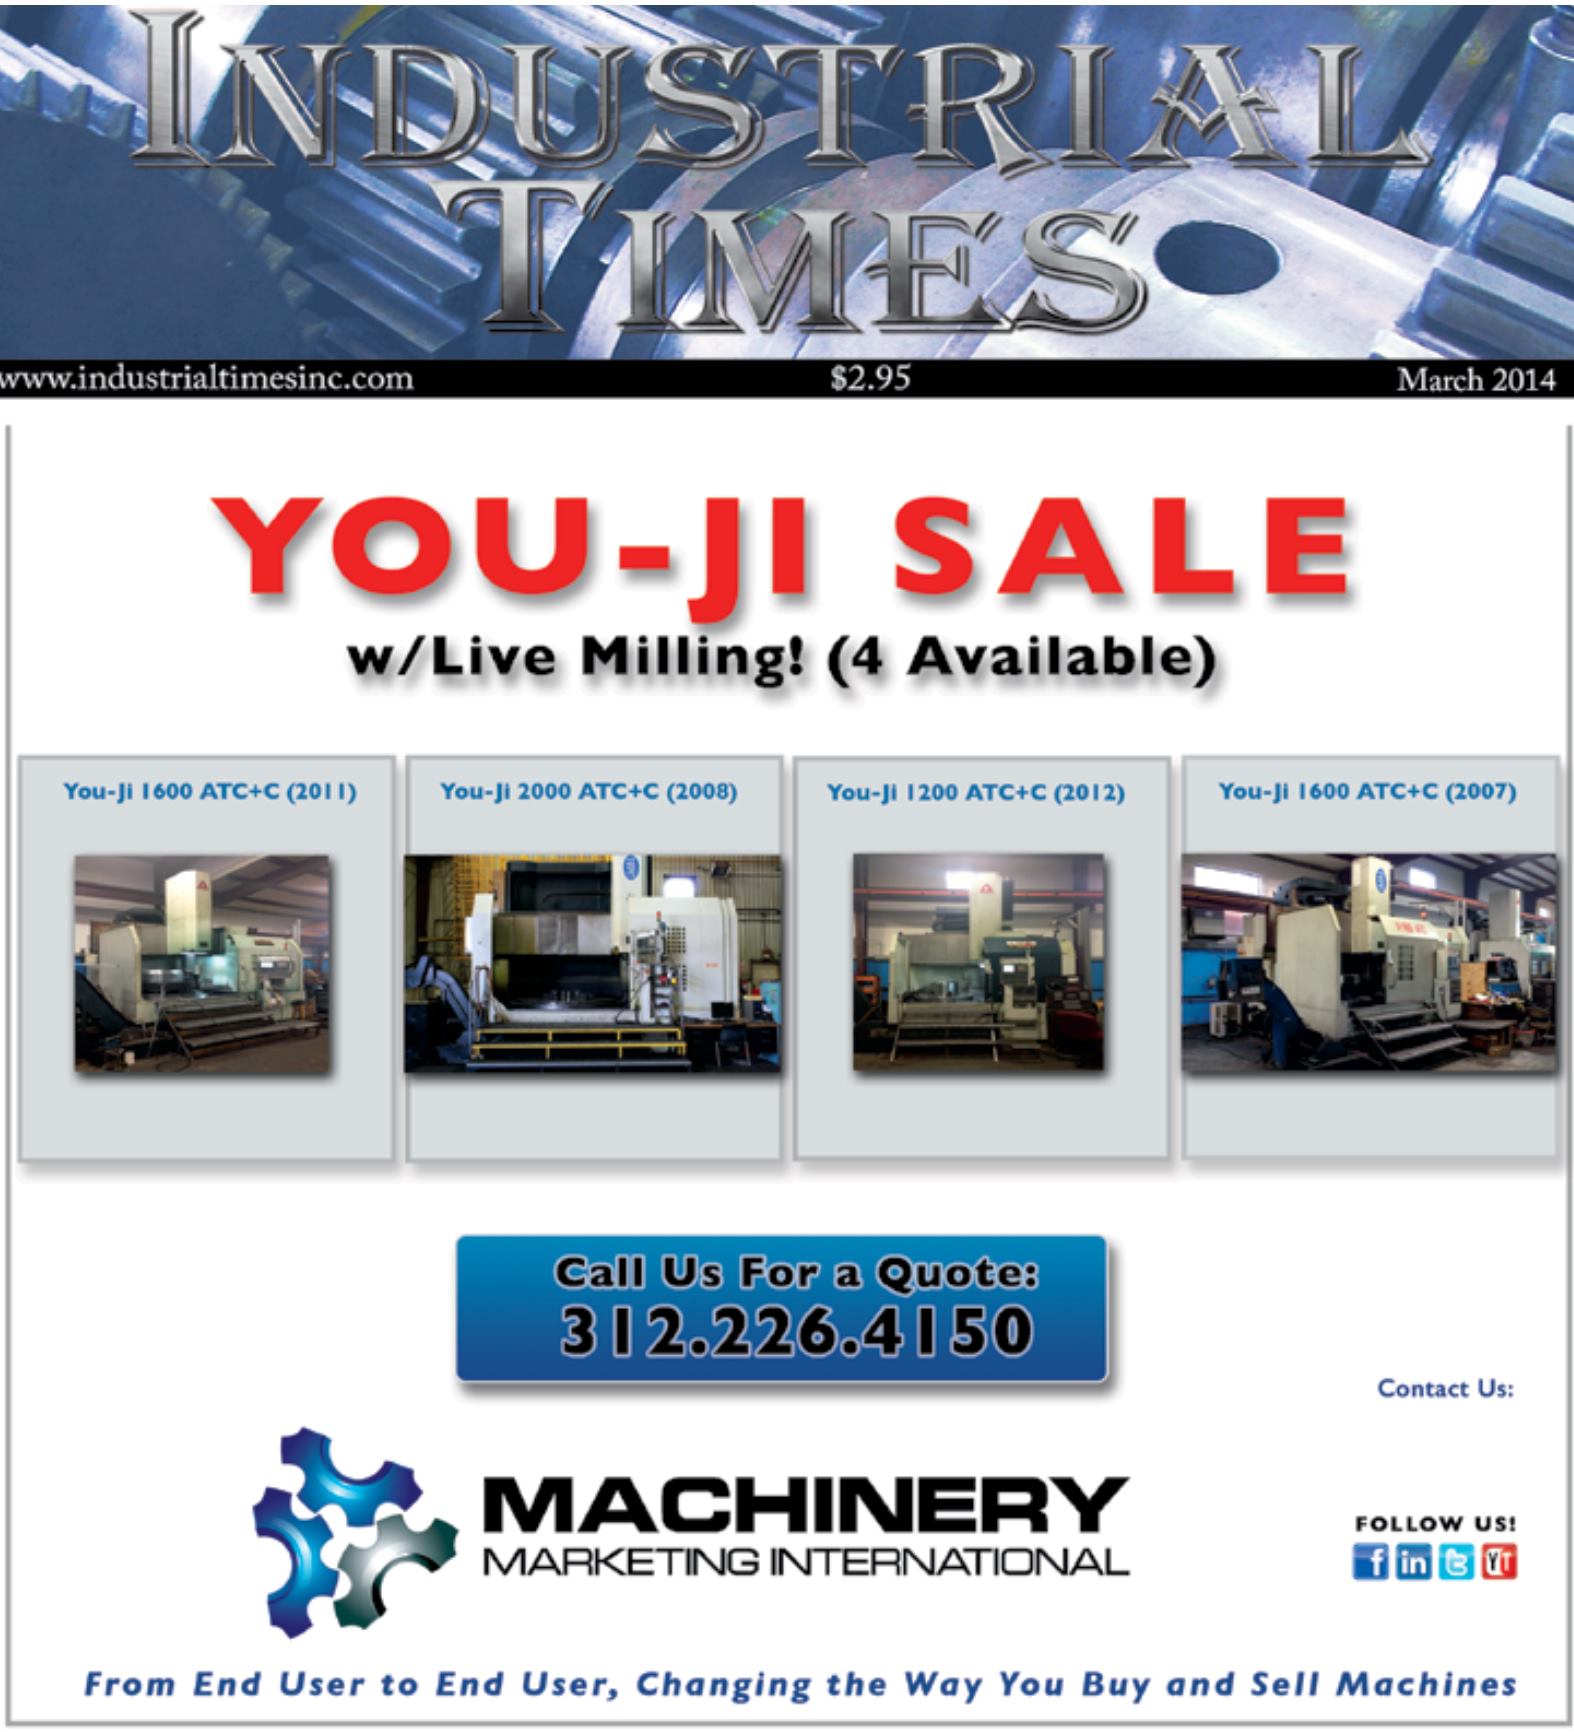 INDUSTRIAL
TIMES
www.industrialtimesinc.com $2.95 March 2014
YOU-JI SALE
w/Live Milling! (4 Available)
You-Ji 1600 ATC+C (2011)
You-Ji 2000 ATC+C (2008)
You-Ji 1200 ATC+C (2012)
You-Ji 1600 ATC+C (2007)
Call Us For a Quote:
312.226.4150
Contact Us:
MACHINERY
MARKETING INTERNATIONAL
FOLLOW US!
f in t YT
From End User to End User, Changing the Way You Buy and Sell Machines